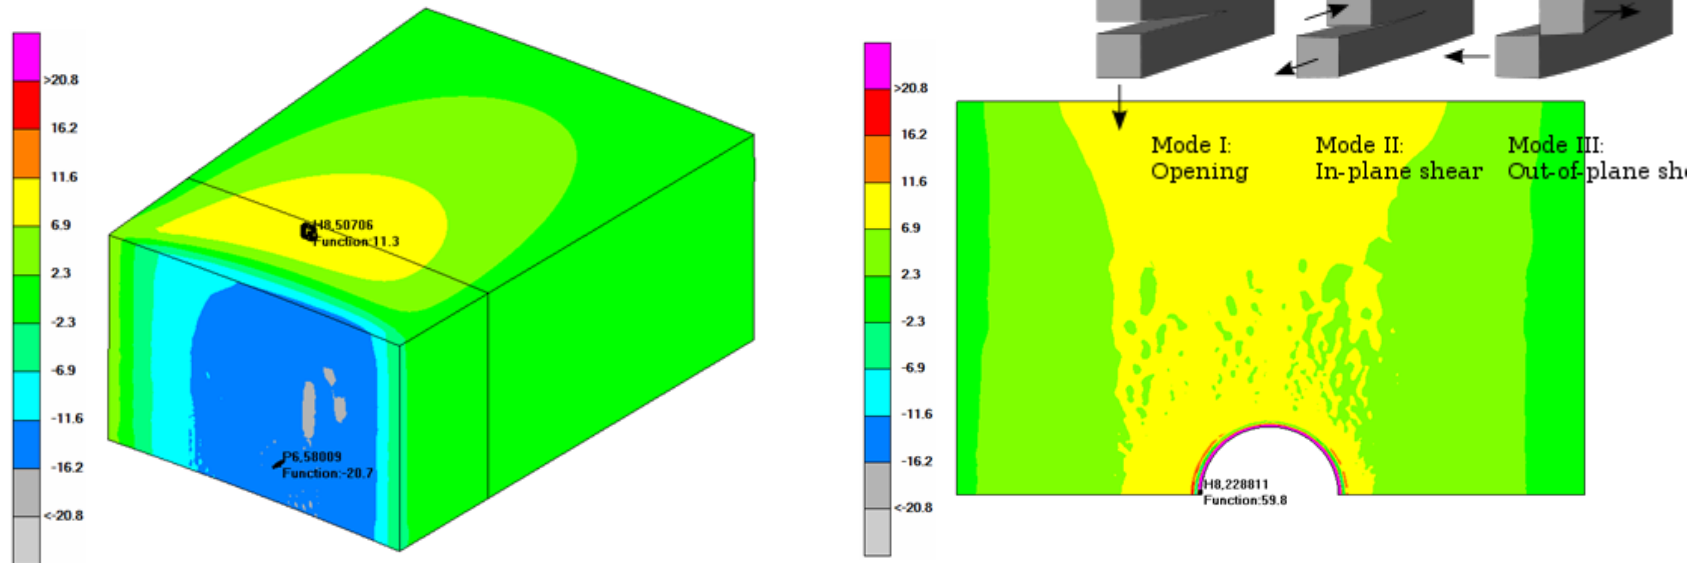 >20.8
16.2
11.6
6.9
2.3
-2.3
-6.9
-11.6
-16.2
<-20.8
H8,50706
Function:11.3
P6,58009
Function:-20.7
>20.8
16.2
11.6
6.9
2.3
-2.3
-6.9
-11.6
-16.2
<-20.8
Mode I:
Opening
Mode II:
In-plane shear
Mode III:
Out-of-plane she
H8,228811
Function:59.8